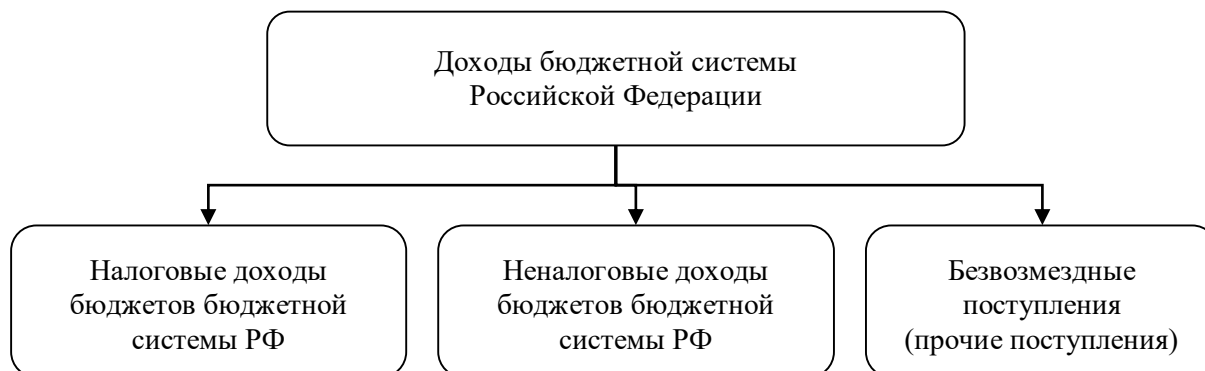 Доходы бюджетной системы
Российской Федерации
Налоговые доходы
бюджетов бюджетной
системы РФ
Неналоговые доходы
бюджетов бюджетной
системы РФ
Безвозмездные
поступления
(прочие поступления)